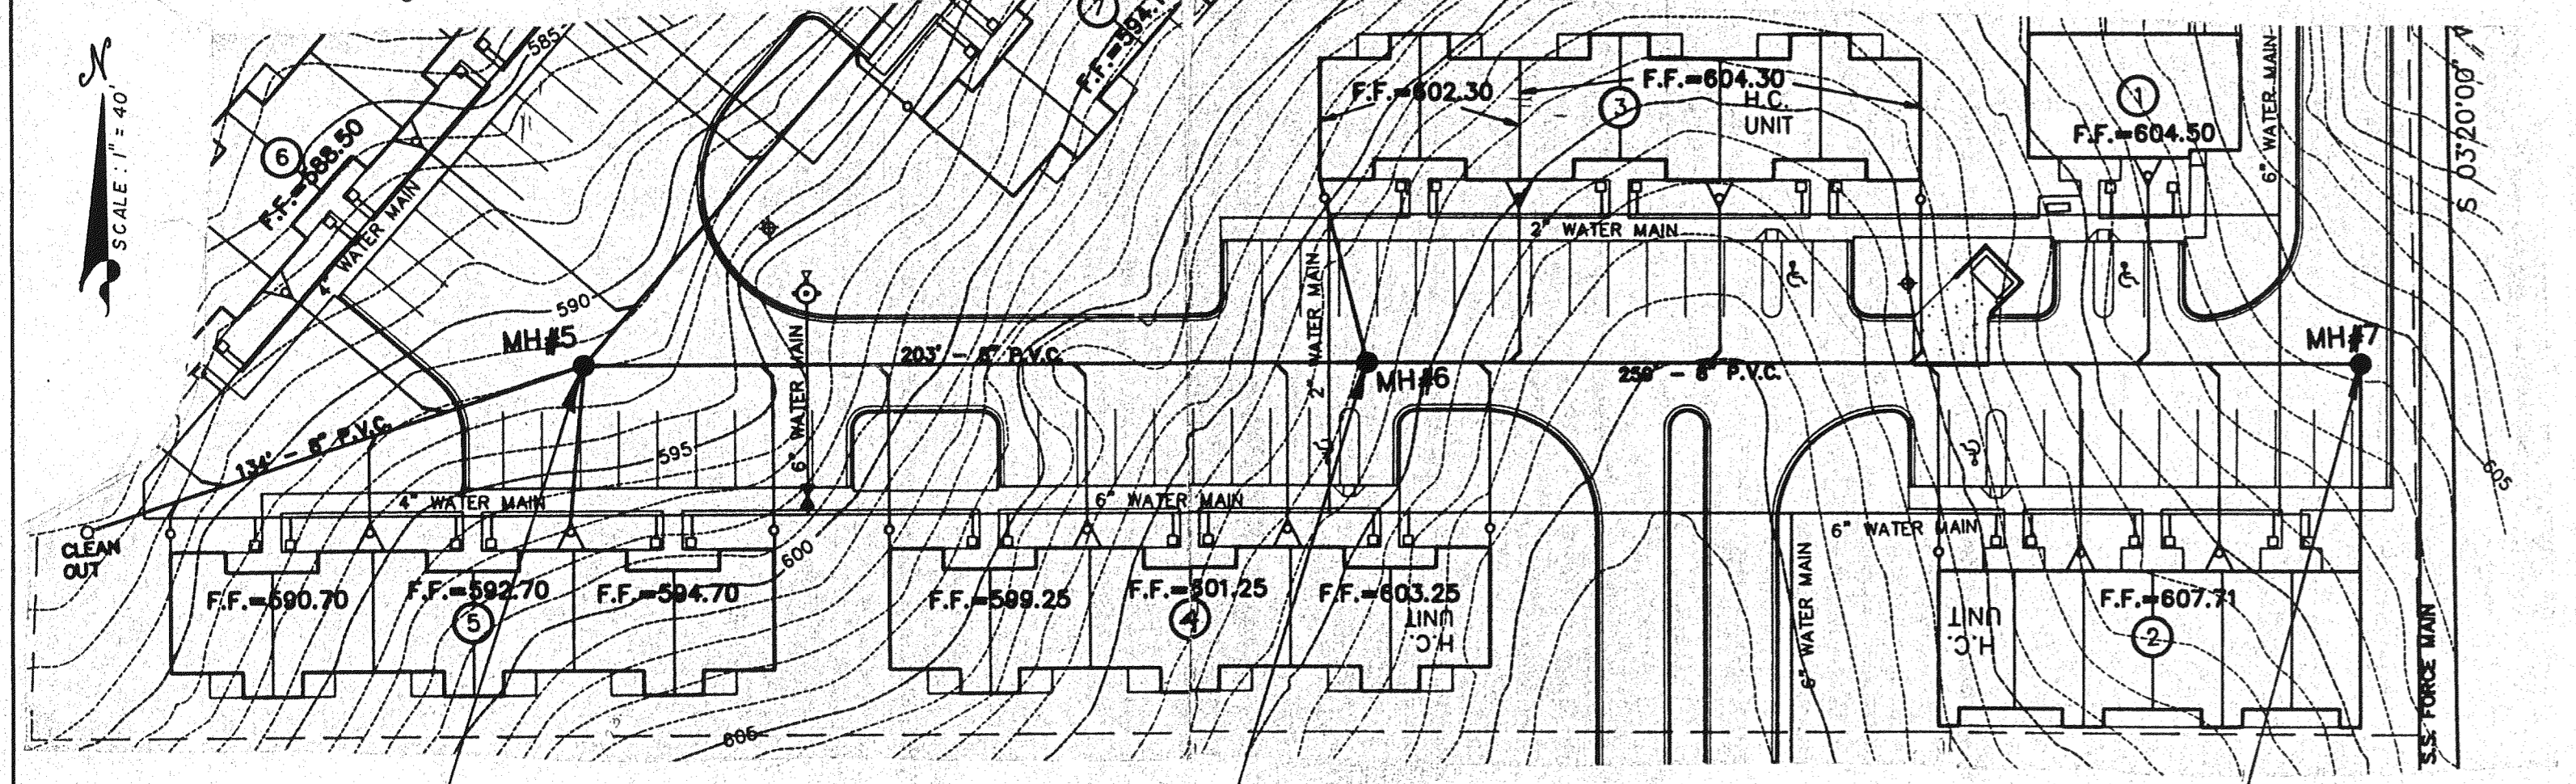 N
SCALE : 1" = 40'
585
7
F.F.=594.
6
F.F.=588.50
4" WATER MAIN
F.F.=602.30
F.F.=604.30
3
H.C.
UNIT
1
F.F.=604.50
6" WATER MAIN
S 03°20'00"
2" WATER MAIN
2" WATER MAIN
590
MH#5
203' - 8" P.V.C.
MH#6
259' - 8" P.V.C.
MH#7
6" WATER MAIN
134' - 8" P.V.C.
595
605
4" WATER MAIN
6" WATER MAIN
6" WATER MAIN
CLEAN
OUT
600
F.F.=590.70
F.F.=592.70
F.F.=594.70
5
F.F.=599.25
F.F.=601.25
F.F.=603.25
4
H.C.
UNIT
6" WATER MAIN
H.C.
UNIT
F.F.=607.71
2
S.S. FORCE MAIN
605